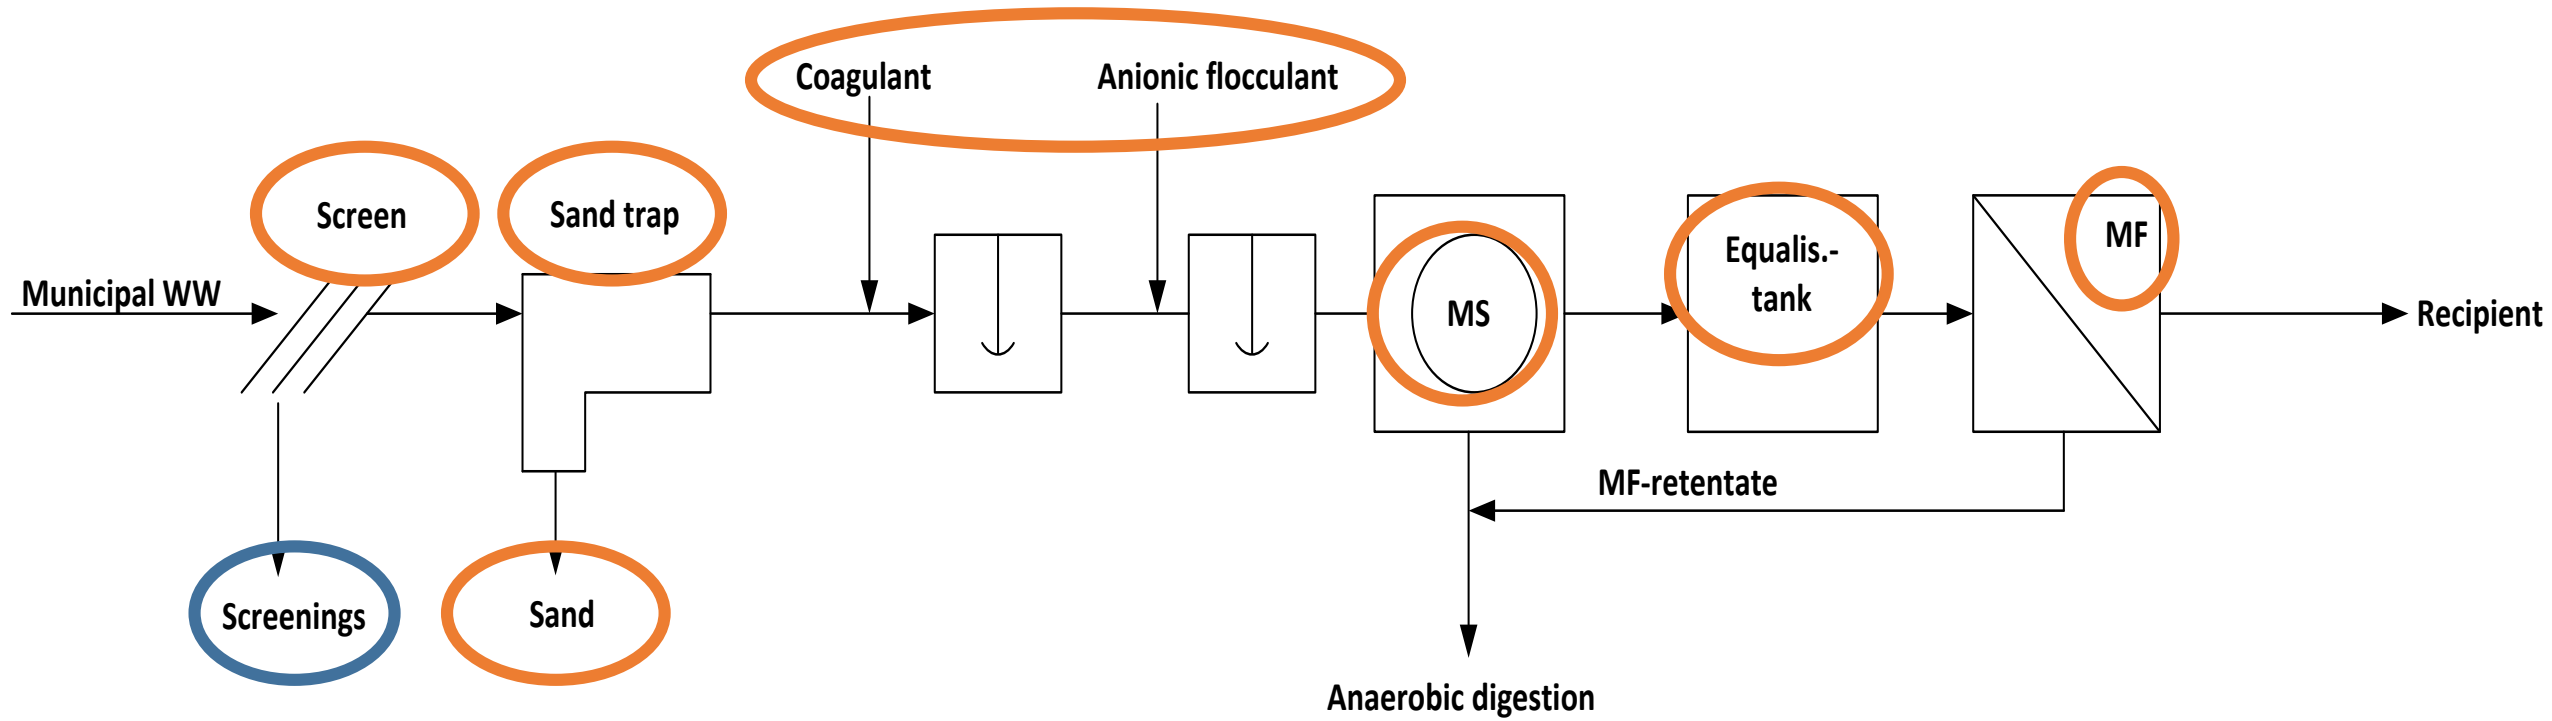 Coagulant
Anionic flocculant
Screen
Sand trap
Municipal WW
MS
Equalis.-
tank
MF
Recipient
MF-retentate
Screenings
Sand
Anaerobic digestion